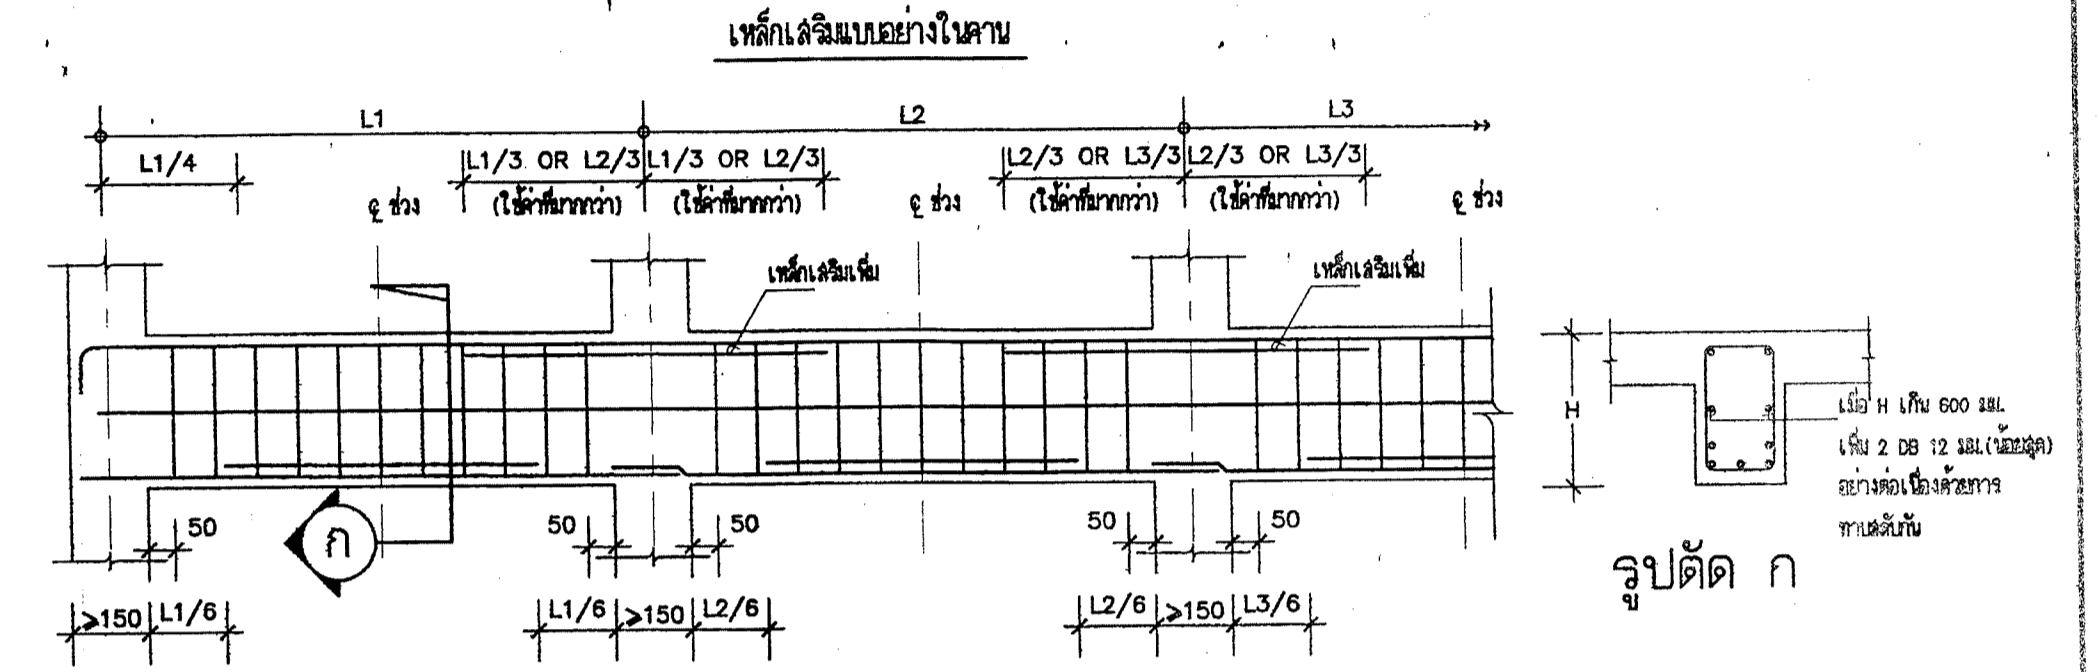 เหล็กเสริมแบบอย่างในคาน
L1 L2 L3
L1/4 L1/3 OR L2/3 L1/3 OR L2/3 L2/3 OR L3/3 L2/3 OR L3/3
℄ ช่วง (ใช้ค่าที่มากกว่า) (ใช้ค่าที่มากกว่า) ℄ ช่วง (ใช้ค่าที่มากกว่า) (ใช้ค่าที่มากกว่า) ℄ ช่วง
เหล็กเสริมเพิ่ม เหล็กเสริมเพิ่ม
H
เมื่อ H เกิน 600 มม.
เพิ่ม 2 DB 12 มม.(น้อยสุด)
อย่างต่อเนื่องด้วยการ
ทาบสลับกัน
50 ก 50 50 50 50
รูปตัด ก
≥150 L1/6 L1/6 ≥150 L2/6 L2/6 ≥150 L3/6